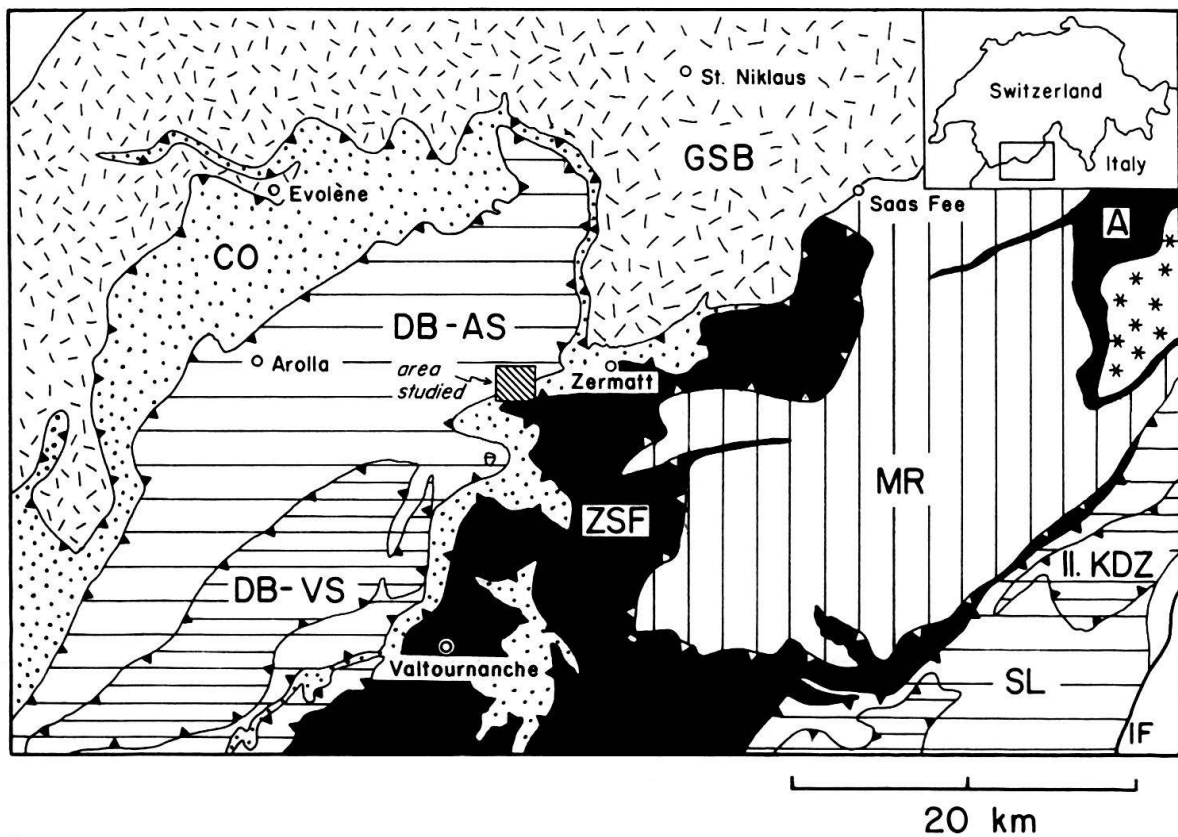 St. Niklaus
Switzerland
Italy
GSB
Evolène
Saas Fee
A
CO
DB-AS
Arolla
area
studied
Zermatt
MR
ZSF
II. KDZ
DB-VS
Valtournanche
SL
IF
20 km